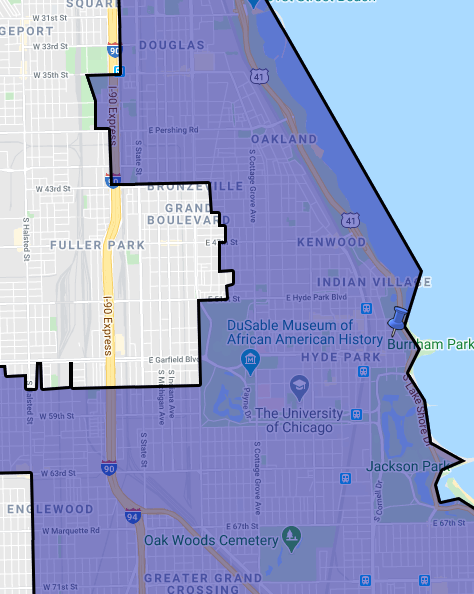 SQUARE
W 31st St
GEPORT
W 33rd St
DOUGLAS
90
W 35th St
41
I-90 Express
E Pershing Rd
OAKLAND
S State St
S Cottage Grove Ave
W 43rd St
BRONZEVILLE
GRAND
BOULEVARD
41
S Halsted St
FULLER PARK
KENWOOD
INDIAN VILLAGE
E Hyde Park Blvd
I-90 Express
DuSable Museum of
African American History
Burnham Park
HYDE PARK
E Garfield Blvd
S Lake Shore Dr
S Michigan Ave
S Indiana Ave
Payne Dr
W 59th St
The University
of Chicago
S State St
S Cottage Grove Ave
90
W 63rd St
Jackson Park
S Cornell Dr
ENGLEWOOD
94
E 67th St
E 67th St
W Marquette Rd
Oak Woods Cemetery
GREATER GRAND
CROSSING
W 71st St